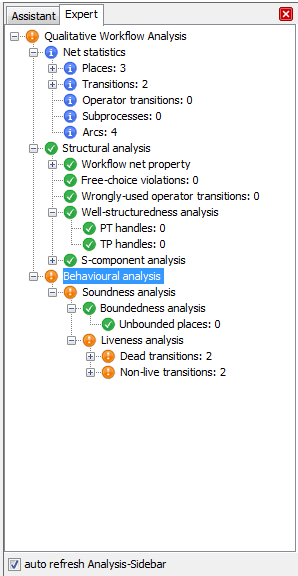 Assistant Expert
Qualitative Workflow Analysis
Net statistics
Places: 3
Transitions: 2
Operator transitions: 0
Subprocesses: 0
Arcs: 4
Structural analysis
Workflow net property
Free-choice violations: 0
Wrongly-used operator transitions: 0
Well-structuredness analysis
PT handles: 0
TP handles: 0
S-component analysis
Behavioural analysis
Soundness analysis
Boundedness analysis
Unbounded places: 0
Liveness analysis
Dead transitions: 2
Non-live transitions: 2
auto refresh Analysis-Sidebar